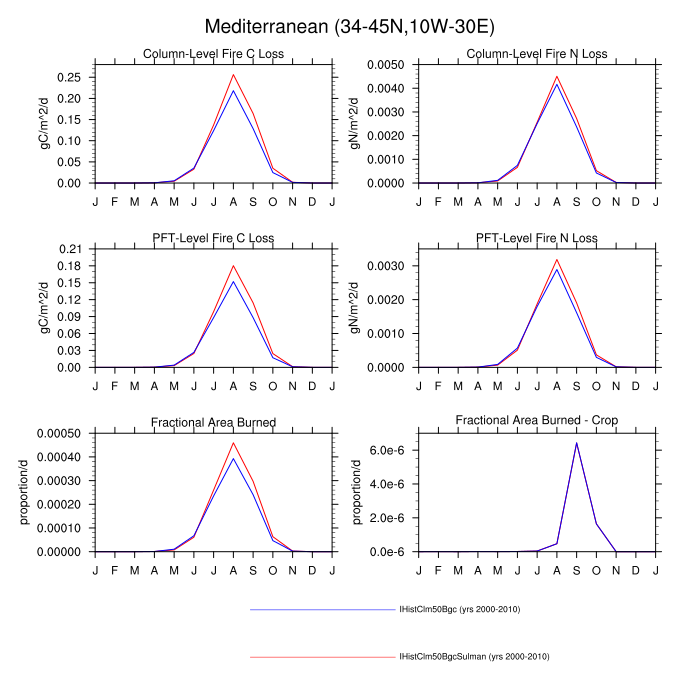 Mediterranean (34-45N,10W-30E)
Column-Level Fire C Loss
gC/m^2/d
0.25
0.20
0.15
0.10
0.05
0.00
J F M A M J J A S O N D J
Column-Level Fire N Loss
gN/m^2/d
0.0050
0.0040
0.0030
0.0020
0.0010
0.0000
J F M A M J J A S O N D J
PFT-Level Fire C Loss
gC/m^2/d
0.21
0.18
0.15
0.12
0.09
0.06
0.03
0.00
J F M A M J J A S O N D J
PFT-Level Fire N Loss
gN/m^2/d
0.0030
0.0020
0.0010
0.0000
J F M A M J J A S O N D J
Fractional Area Burned
proportion/d
0.00050
0.00040
0.00030
0.00020
0.00010
0.00000
J F M A M J J A S O N D J
Fractional Area Burned - Crop
proportion/d
6.0e-6
4.0e-6
2.0e-6
0.0e-6
J F M A M J J A S O N D J
IHistClm50Bgc (yrs 2000-2010)
IHistClm50BgcSulman (yrs 2000-2010)